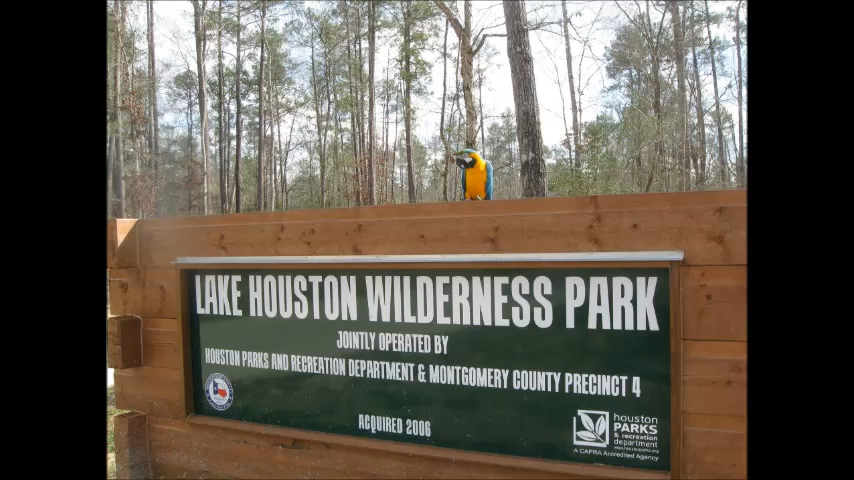 LAKE HOUSTON WILDERNESS PARK
JOINTLY OPERATED BY
HOUSTON PARKS AND RECREATION DEPARTMENT & MONTGOMERY COUNTY PRECINCT 4
ACQUIRED 2006
houston
PARKS
& recreation
department
A CAPRA Accredited Agency